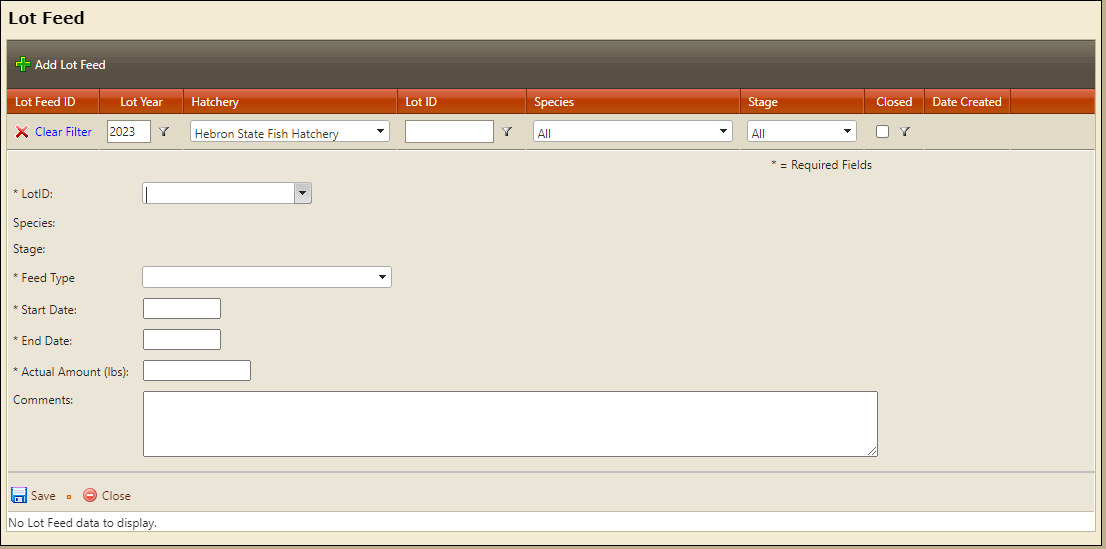 Lot Feed
Add Lot Feed
Lot Feed ID Lot Year Hatchery Lot ID Species Stage Closed Date Created
Clear Filter 2023 Hebron State Fish Hatchery All All
* = Required Fields
* LotID:
Species:
Stage:
* Feed Type
* Start Date:
* End Date:
* Actual Amount (lbs):
Comments:
Save Close
No Lot Feed data to display.